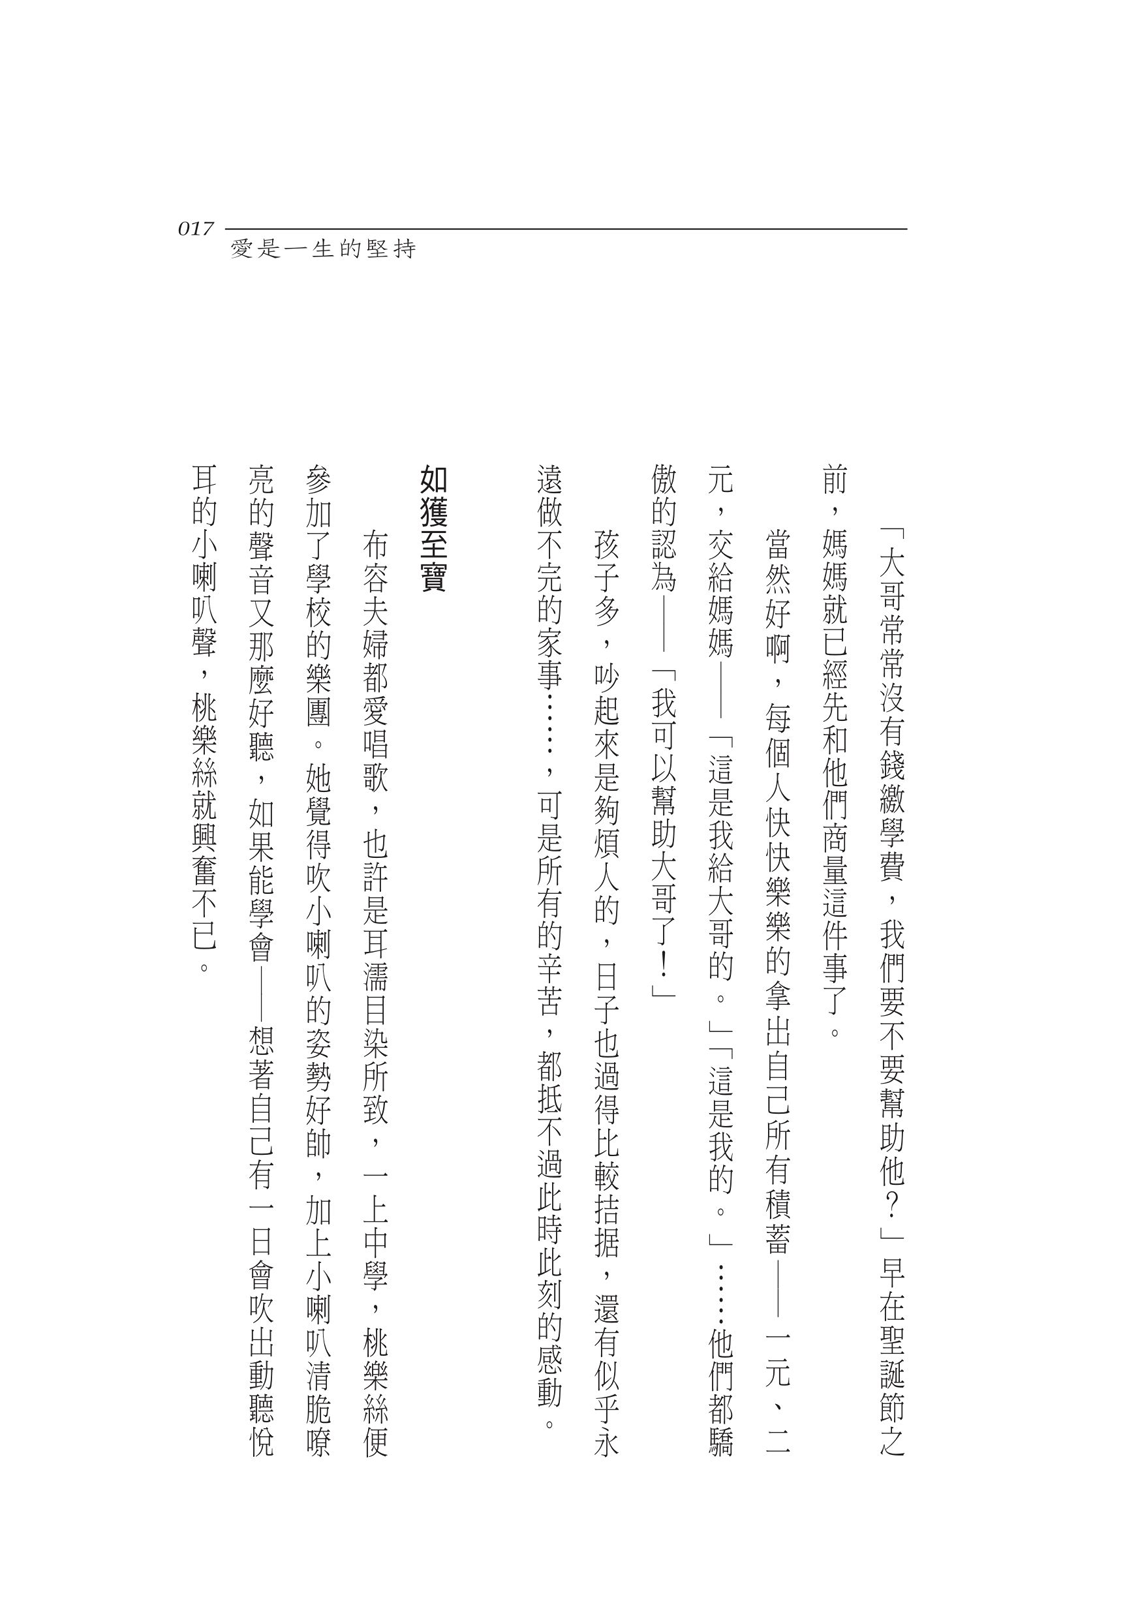 017
愛是一生的堅持
「大哥常常沒有錢繳學費，我們要不要幫助他？」早在聖誕節之
前，媽媽就已經先和他們商量這件事了。
當然好啊，每個人快快樂樂的拿出自己所有積蓄——一元、二
元，交給媽媽——「這是我給大哥的。」「這是我的。」……他們都驕
傲的認為——「我可以幫助大哥了！」
孩子多，吵起來是夠煩人的，日子也過得比較拮据，還有似乎永
遠做不完的家事……，可是所有的辛苦，都抵不過此時此刻的感動。
如獲至寶
布容夫婦都愛唱歌，也許是耳濡目染所致，一上中學，桃樂絲便
參加了學校的樂團。她覺得吹小喇叭的姿勢好帥，加上小喇叭清脆嘹
亮的聲音又那麼好聽，如果能學會——想著自己有一日會吹出動聽悅
耳的小喇叭聲，桃樂絲就興奮不已。